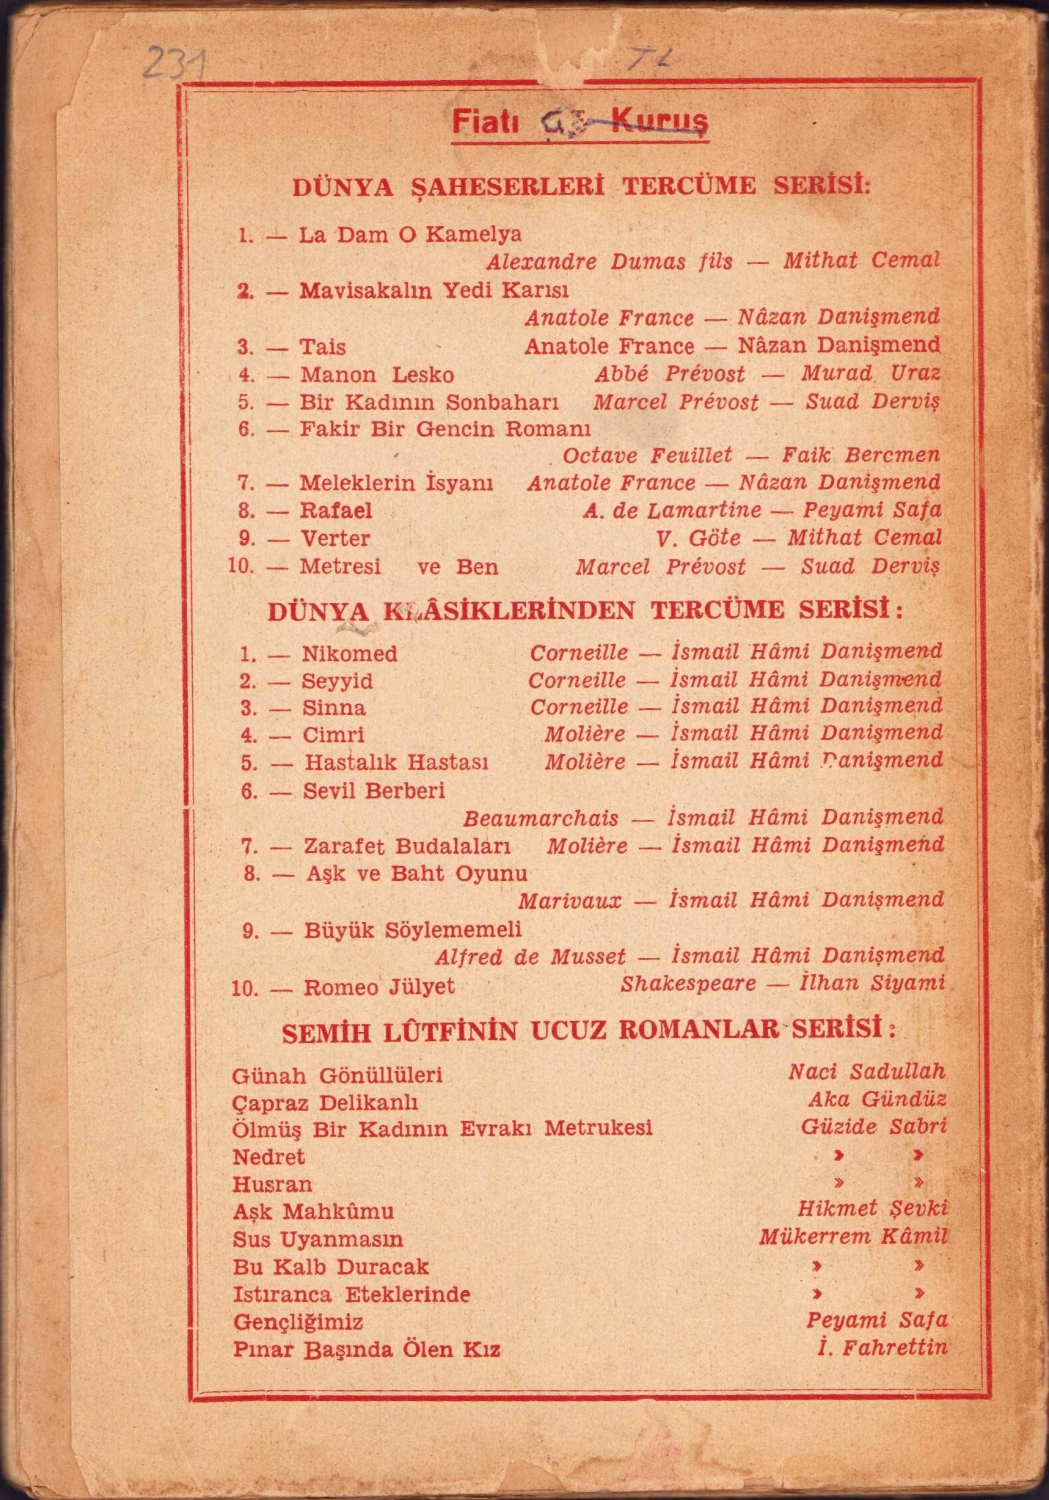 231
TL
Fiatı Kuruş
DÜNYA ŞAHESERLERİ TERCÜME SERİSİ:
1. — La Dam O Kamelya
Alexandre Dumas fils — Mithat Cemal
2. — Mavisakalın Yedi Karısı
Anatole France — Nâzan Danişmend
3. — Tais Anatole France — Nâzan Danişmend
4. — Manon Lesko Abbé Prévost — Murad Uraz
5. — Bir Kadının Sonbaharı Marcel Prévost — Suad Derviş
6. — Fakir Bir Gencin Romanı
Octave Feuillet — Faik Bercmen
7. — Meleklerin İsyanı Anatole France — Nâzan Danişmend
8. — Rafael A. de Lamartine — Peyami Safa
9. — Verter V. Göte — Mithat Cemal
10. — Metresi ve Ben Marcel Prévost — Suad Derviş
DÜNYA KLÂSİKLERİNDEN TERCÜME SERİSİ:
1. — Nikomed Corneille — İsmail Hâmi Danişmend
2. — Seyyid Corneille — İsmail Hâmi Danişmend
3. — Sinna Corneille — İsmail Hâmi Danişmend
4. — Cimri Molière — İsmail Hâmi Danişmend
5. — Hastalık Hastası Molière — İsmail Hâmi Danişmend
6. — Sevil Berberi
Beaumarchais — İsmail Hâmi Danişmend
7. — Zarafet Budalaları Molière — İsmail Hâmi Danişmend
8. — Aşk ve Baht Oyunu
Marivaux — İsmail Hâmi Danişmend
9. — Büyük Söylememeli
Alfred de Musset — İsmail Hâmi Danişmend
10. — Romeo Jülyet Shakespeare — İlhan Siyami
SEMİH LÛTFİNİN UCUZ ROMANLAR SERİSİ:
Günah Gönüllüleri Naci Sadullah
Çapraz Delikanlı Aka Gündüz
Ölmüş Bir Kadının Evrakı Metrukesi Güzide Sabri
Nedret » »
Husran » »
Aşk Mahkûmu Hikmet Şevki
Sus Uyanmasın Mükerrem Kâmil
Bu Kalb Duracak » »
Istıranca Eteklerinde » »
Gençliğimiz Peyami Safa
Pınar Başında Ölen Kız İ. Fahrettin